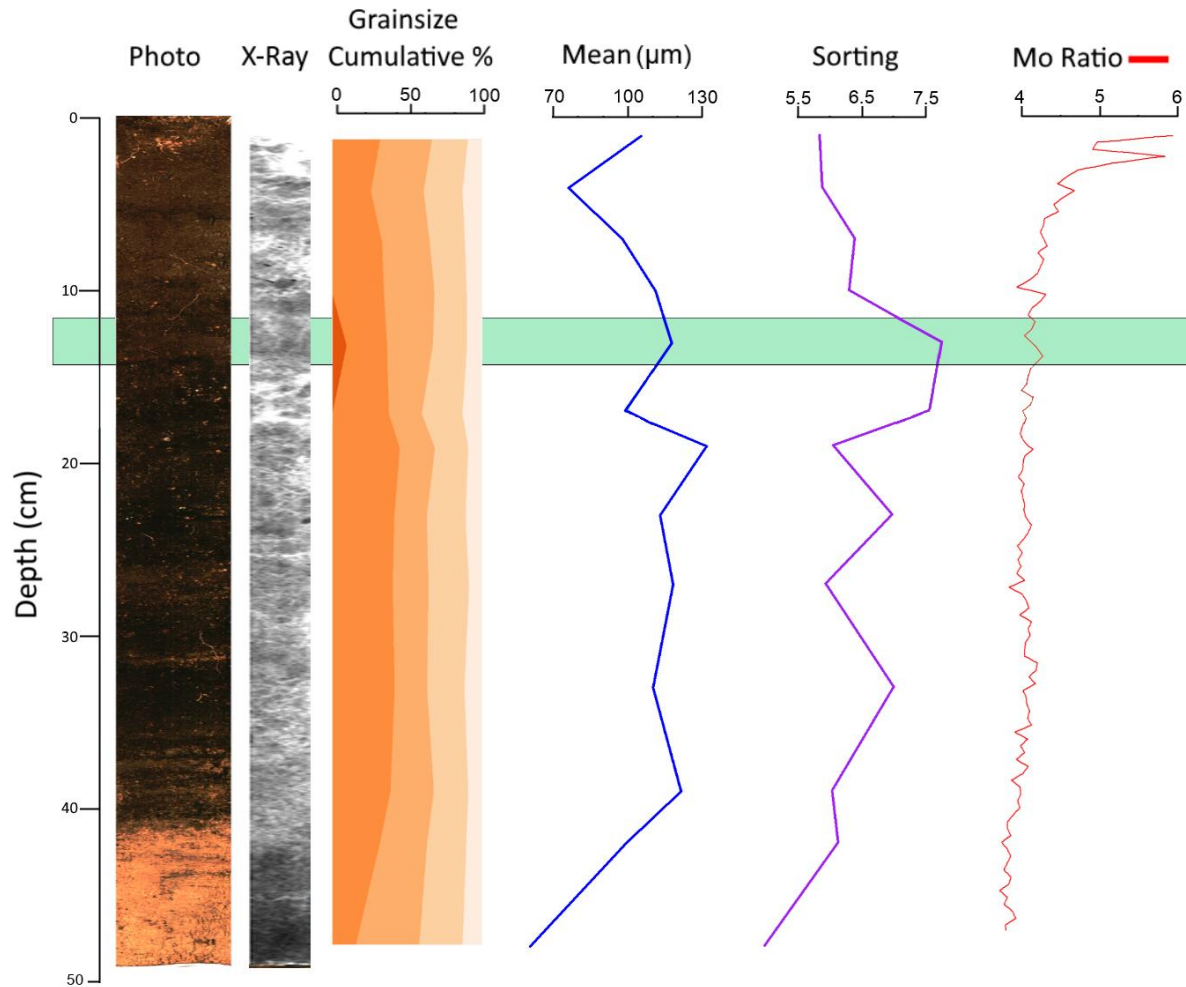 Photo
X-Ray
Grainsize
Cumulative %
Mean (µm)
Sorting
Mo Ratio
0 50 100
70 100 130
5.5 6.5 7.5
4 5 6
Depth (cm)
0
10
20
30
40
50